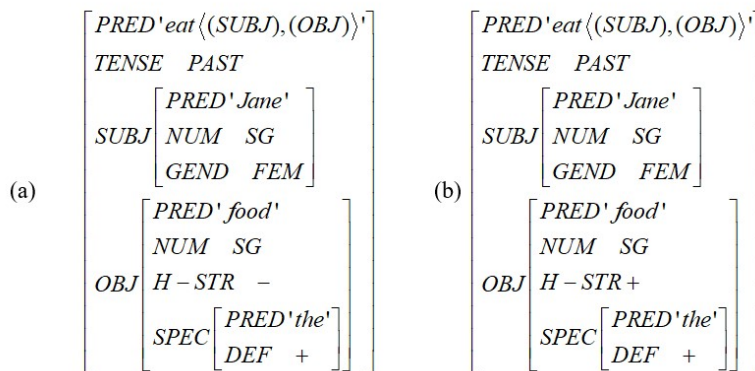 (a)
PRED'eat⟨(SUBJ),(OBJ)⟩'
TENSE PAST
SUBJ
PRED'Jane'
NUM SG
GEND FEM
OBJ
PRED'food'
NUM SG
H−STR −
SPEC
PRED'the'
DEF +
(b)
PRED'eat⟨(SUBJ),(OBJ)⟩'
TENSE PAST
SUBJ
PRED'Jane'
NUM SG
GEND FEM
OBJ
PRED'food'
NUM SG
H−STR +
SPEC
PRED'the'
DEF +